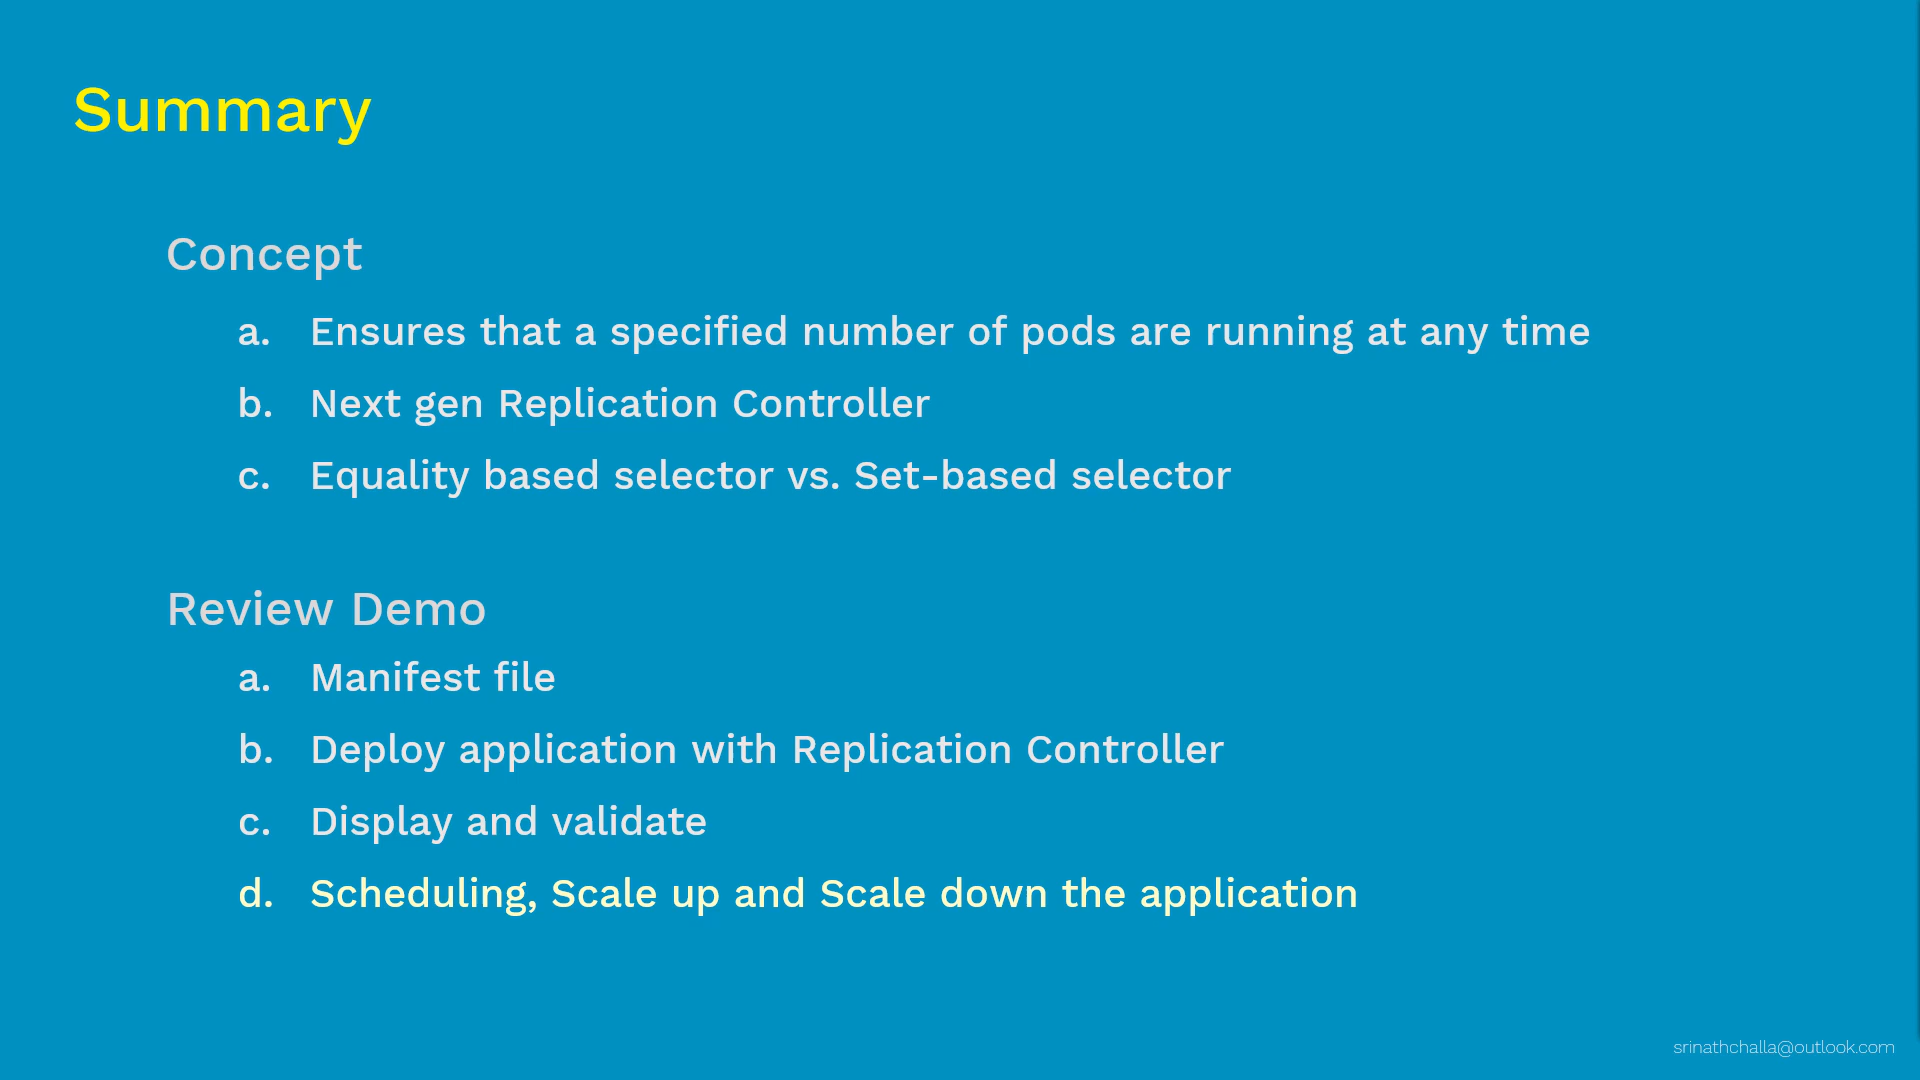 Summary
Concept
a. Ensures that a specified number of pods are running at any time
b. Next gen Replication Controller
c. Equality based selector vs. Set-based selector
Review Demo
a. Manifest file
b. Deploy application with Replication Controller
c. Display and validate
d. Scheduling, Scale up and Scale down the application
srinathchalla@outlook.com